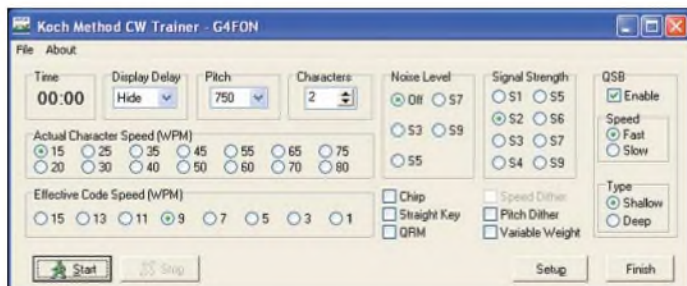 Koch Method CW Trainer - G4FON
File About
Time
00:00
Display Delay
Hide
Pitch
750
Characters
2
Noise Level
Off S7
S3 S9
S5
Signal Strength
S1 S5
S2 S6
S3 S7
S4 S9
QSB
Enable
Speed
Fast
Slow
Type
Shallow
Deep
Actual Character Speed (WPM)
15 25 35 45 55 65 75
20 30 40 50 60 70 80
Effective Code Speed (WPM)
15 13 11 9 7 5 3 1
Chirp
Straight Key
QRM
Speed Dither
Pitch Dither
Variable Weight
Start
Stop
Setup
Finish